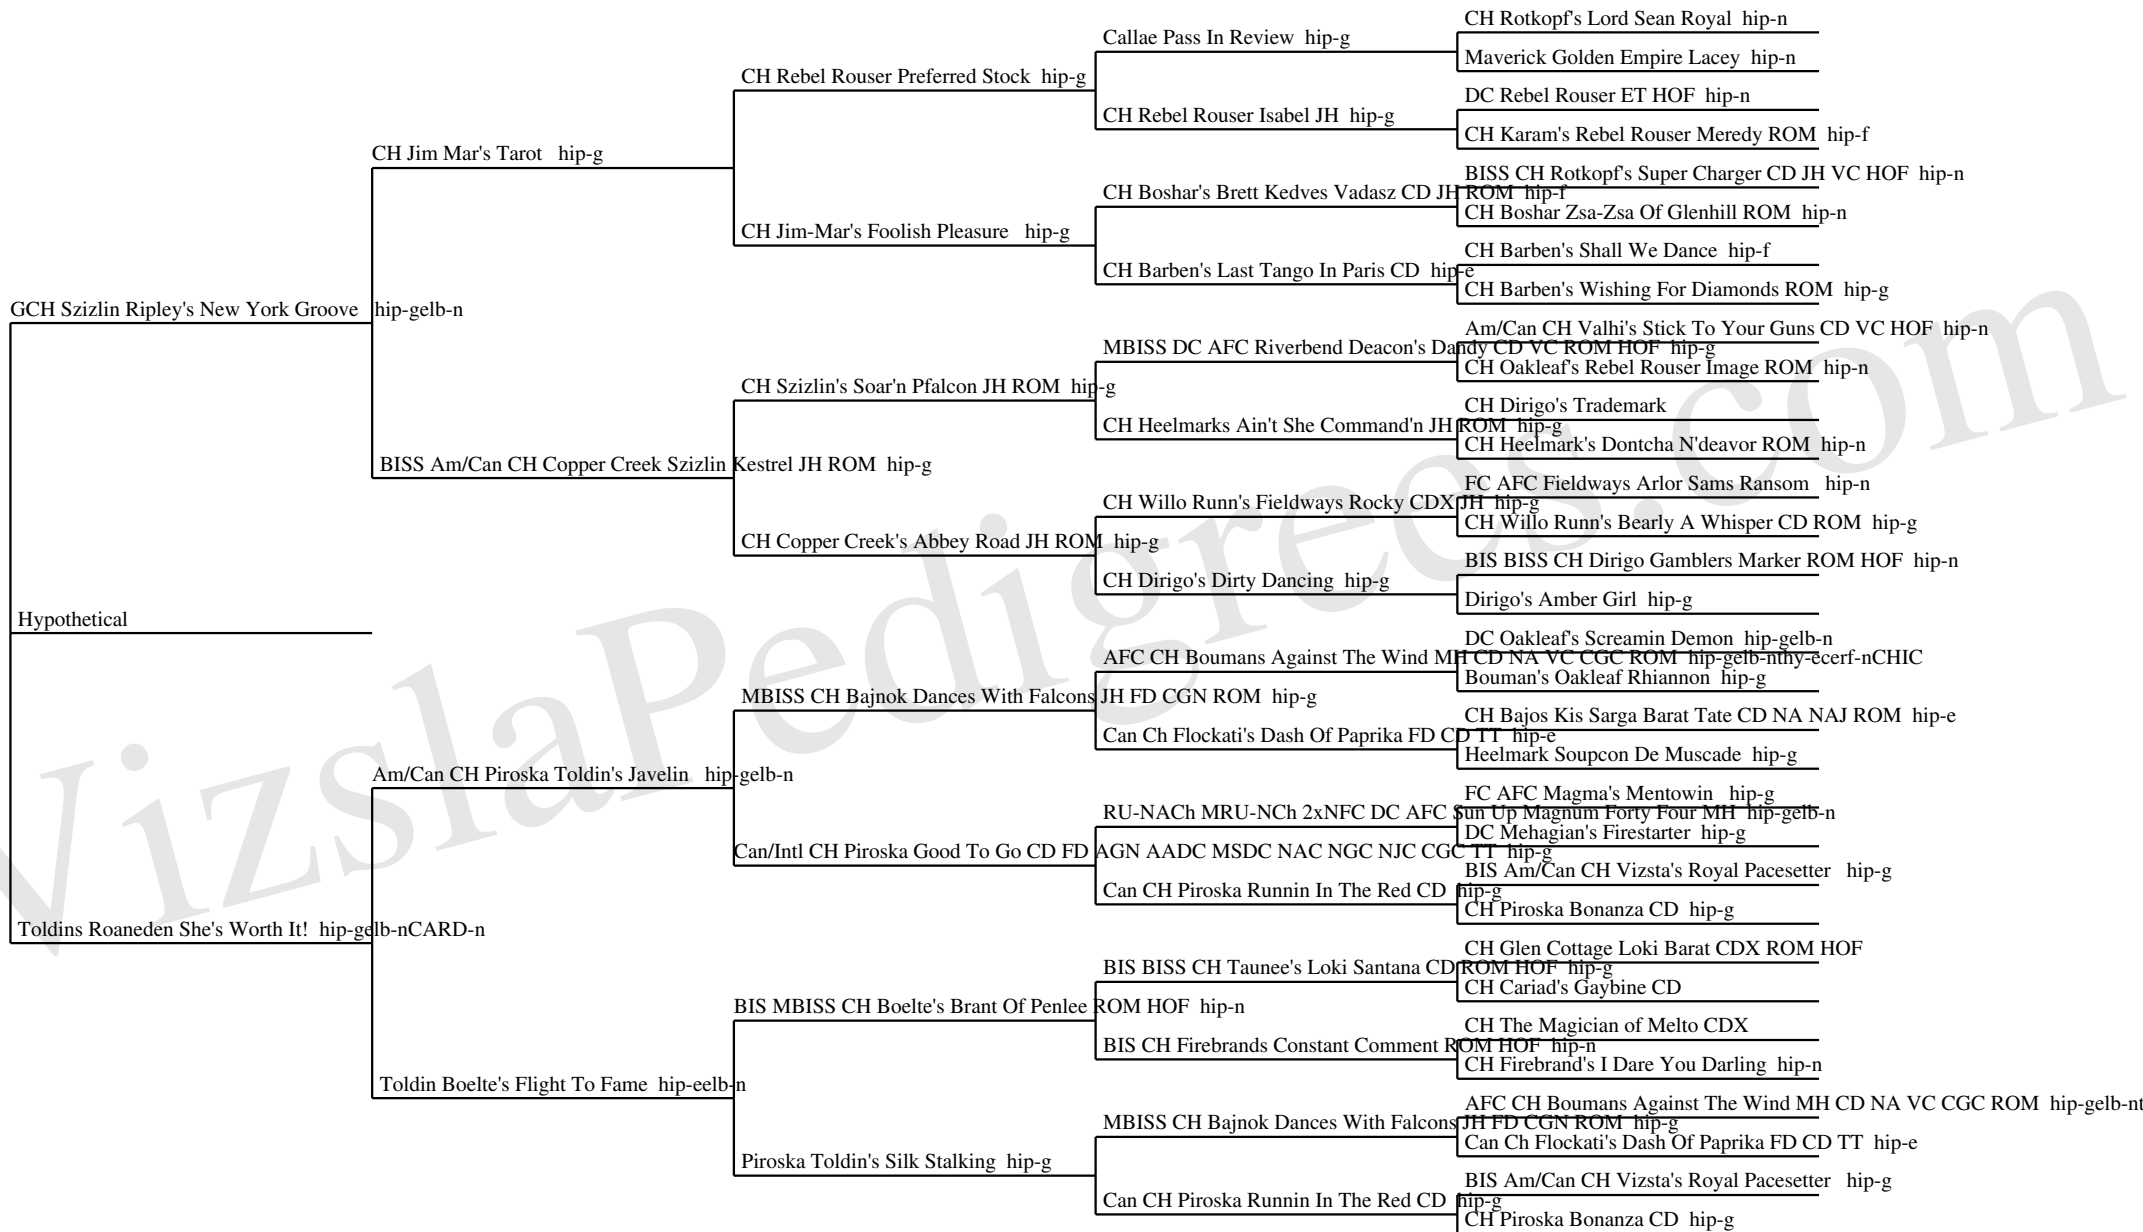 CH Rotkopf's Lord Sean Royal hip-n
Callae Pass In Review hip-g
Maverick Golden Empire Lacey hip-n
CH Rebel Rouser Preferred Stock hip-g
DC Rebel Rouser ET HOF hip-n
CH Rebel Rouser Isabel JH hip-g
CH Karam's Rebel Rouser Meredy ROM hip-f
CH Jim Mar's Tarot hip-g
BISS CH Rotkopf's Super Charger CD JH VC HOF hip-n
CH Boshar's Brett Kedves Vadasz CD JH ROM hip-f
CH Boshar Zsa-Zsa Of Glenhill ROM hip-n
CH Jim-Mar's Foolish Pleasure hip-g
CH Barben's Shall We Dance hip-f
CH Barben's Last Tango In Paris CD hip-e
CH Barben's Wishing For Diamonds ROM hip-g
GCH Szizlin Ripley's New York Groove hip-gelb-n
Am/Can CH Valhi's Stick To Your Guns CD VC HOF hip-n
MBISS DC AFC Riverbend Deacon's Dandy CD VC ROM HOF hip-g
CH Oakleaf's Rebel Rouser Image ROM hip-n
CH Szizlin's Soar'n Pfalcon JH ROM hip-g
CH Dirigo's Trademark
CH Heelmarks Ain't She Command'n JH ROM hip-g
CH Heelmark's Dontcha N'deavor ROM hip-n
BISS Am/Can CH Copper Creek Szizlin Kestrel JH ROM hip-g
FC AFC Fieldways Arlor Sams Ransom hip-n
CH Willo Runn's Fieldways Rocky CDX JH hip-g
CH Willo Runn's Bearly A Whisper CD ROM hip-g
CH Copper Creek's Abbey Road JH ROM hip-g
BIS BISS CH Dirigo Gamblers Marker ROM HOF hip-n
CH Dirigo's Dirty Dancing hip-g
Dirigo's Amber Girl hip-g
Hypothetical
DC Oakleaf's Screamin Demon hip-gelb-n
AFC CH Boumans Against The Wind MH CD NA VC CGC ROM hip-gelb-nthy-ecerf-nCHIC
Bouman's Oakleaf Rhiannon hip-g
MBISS CH Bajnok Dances With Falcons JH FD CGN ROM hip-g
CH Bajos Kis Sarga Barat Tate CD NA NAJ ROM hip-e
Can Ch Flockati's Dash Of Paprika FD CD TT hip-e
Heelmark Soupcon De Muscade hip-g
Am/Can CH Piroska Toldin's Javelin hip-gelb-n
FC AFC Magma's Mentowin hip-g
RU-NACh MRU-NCh 2xNFC DC AFC Sun Up Magnum Forty Four MH hip-gelb-n
DC Mehagian's Firestarter hip-g
Can/Intl CH Piroska Good To Go CD FD AGN AADC MSDC NAC NGC NJC CGC TT hip-g
BIS Am/Can CH Vizsta's Royal Pacesetter hip-g
Can CH Piroska Runnin In The Red CD hip-g
CH Piroska Bonanza CD hip-g
Toldins Roaneden She's Worth It! hip-gelb-nCARD-n
CH Glen Cottage Loki Barat CDX ROM HOF
BIS BISS CH Taunee's Loki Santana CD ROM HOF hip-g
CH Cariad's Gaybine CD
BIS MBISS CH Boelte's Brant Of Penlee ROM HOF hip-n
CH The Magician of Melto CDX
BIS CH Firebrands Constant Comment ROM HOF hip-n
CH Firebrand's I Dare You Darling hip-n
Toldin Boelte's Flight To Fame hip-eelb-n
AFC CH Boumans Against The Wind MH CD NA VC CGC ROM hip-gelb-nt
MBISS CH Bajnok Dances With Falcons JH FD CGN ROM hip-g
Can Ch Flockati's Dash Of Paprika FD CD TT hip-e
Piroska Toldin's Silk Stalking hip-g
BIS Am/Can CH Vizsta's Royal Pacesetter hip-g
Can CH Piroska Runnin In The Red CD hip-g
CH Piroska Bonanza CD hip-g
VizslaPedigrees.com